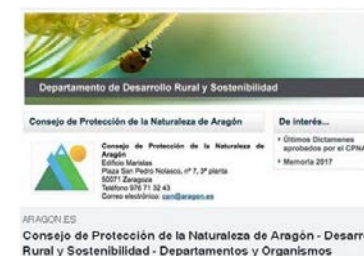 Departamento de Desarrollo Rural y Sostenibilidad
Consejo de Protección de la Naturaleza de Aragón
De interés...
Consejo de Protección de la Naturaleza de
Aragón
Edificio Maristas
Plaza San Pedro Nolasco, nº 7, 3ª planta
50071 Zaragoza
Teléfono 976 71 32 43
Correo electrónico: cpn@aragon.es
Últimos Dictamenes
aprobados por el CPNA
Memoria 2017
ARAGON.ES
Consejo de Protección de la Naturaleza de Aragón - Desarr
Rural y Sostenibilidad - Departamentos y Organismos